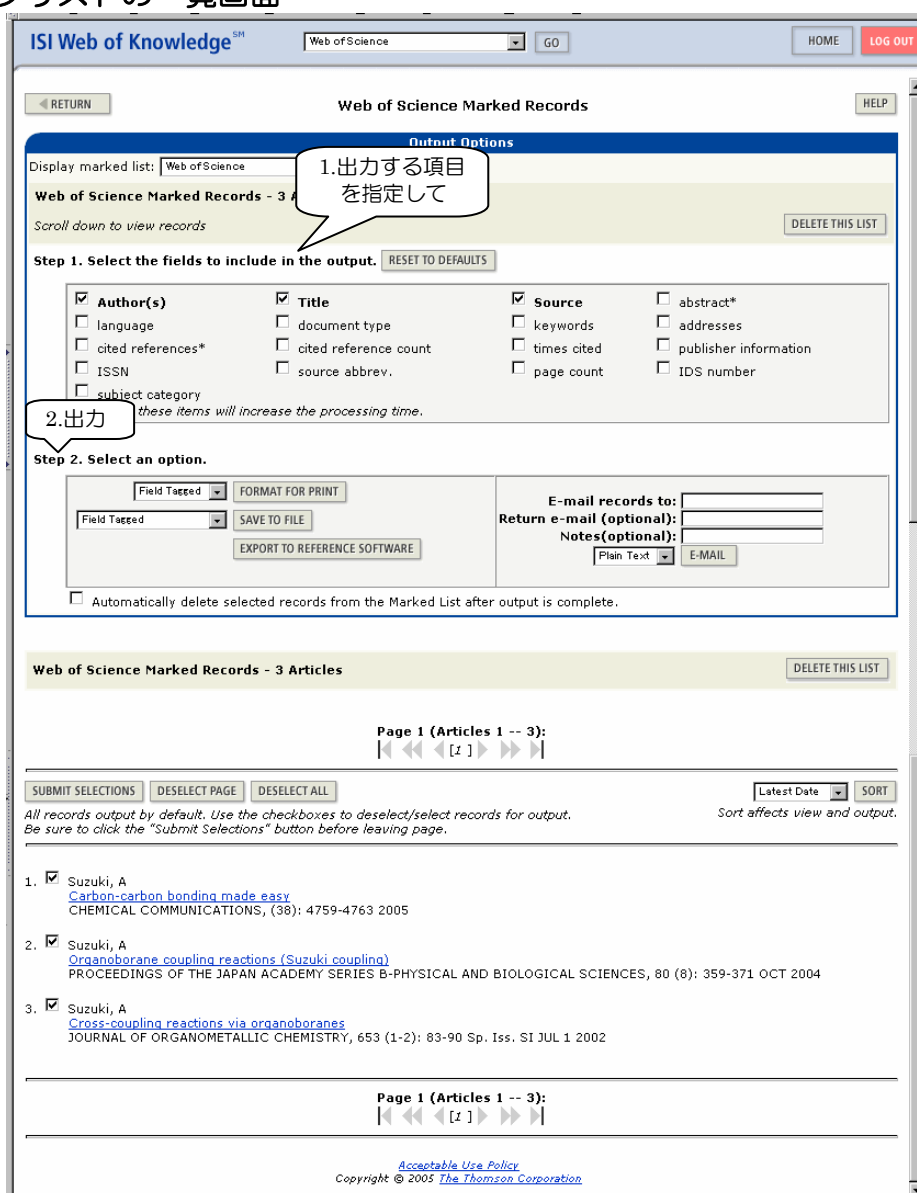 リストの一覧画面
ISI Web of Knowledge℠ Web of Science GO HOME LOG OUT
RETURN Web of Science Marked Records HELP
Output Options
Display marked list: Web of Science
1.出力する項目
を指定して
Web of Science Marked Records - 3 A
Scroll down to view records DELETE THIS LIST
Step 1. Select the fields to include in the output. RESET TO DEFAULTS
Author(s) Title Source abstract*
language document type keywords addresses
cited references* cited reference count times cited publisher information
ISSN source abbrev. page count IDS number
subject category
these items will increase the processing time.
2.出力
Step 2. Select an option.
Field Tagged FORMAT FOR PRINT
Field Tagged SAVE TO FILE
EXPORT TO REFERENCE SOFTWARE
E-mail records to:
Return e-mail (optional):
Notes(optional):
Plain Text E-MAIL
Automatically delete selected records from the Marked List after output is complete.
Web of Science Marked Records - 3 Articles DELETE THIS LIST
Page 1 (Articles 1 -- 3):
[1]
SUBMIT SELECTIONS DESELECT PAGE DESELECT ALL Latest Date SORT
All records output by default. Use the checkboxes to deselect/select records for output. Sort affects view and output.
Be sure to click the "Submit Selections" button before leaving page.
1. Suzuki, A
Carbon-carbon bonding made easy
CHEMICAL COMMUNICATIONS, (38): 4759-4763 2005
2. Suzuki, A
Organoborane coupling reactions (Suzuki coupling)
PROCEEDINGS OF THE JAPAN ACADEMY SERIES B-PHYSICAL AND BIOLOGICAL SCIENCES, 80 (8): 359-371 OCT 2004
3. Suzuki, A
Cross-coupling reactions via organoboranes
JOURNAL OF ORGANOMETALLIC CHEMISTRY, 653 (1-2): 83-90 Sp. Iss. SI JUL 1 2002
Page 1 (Articles 1 -- 3):
[1]
Acceptable Use Policy
Copyright © 2005 The Thomson Corporation